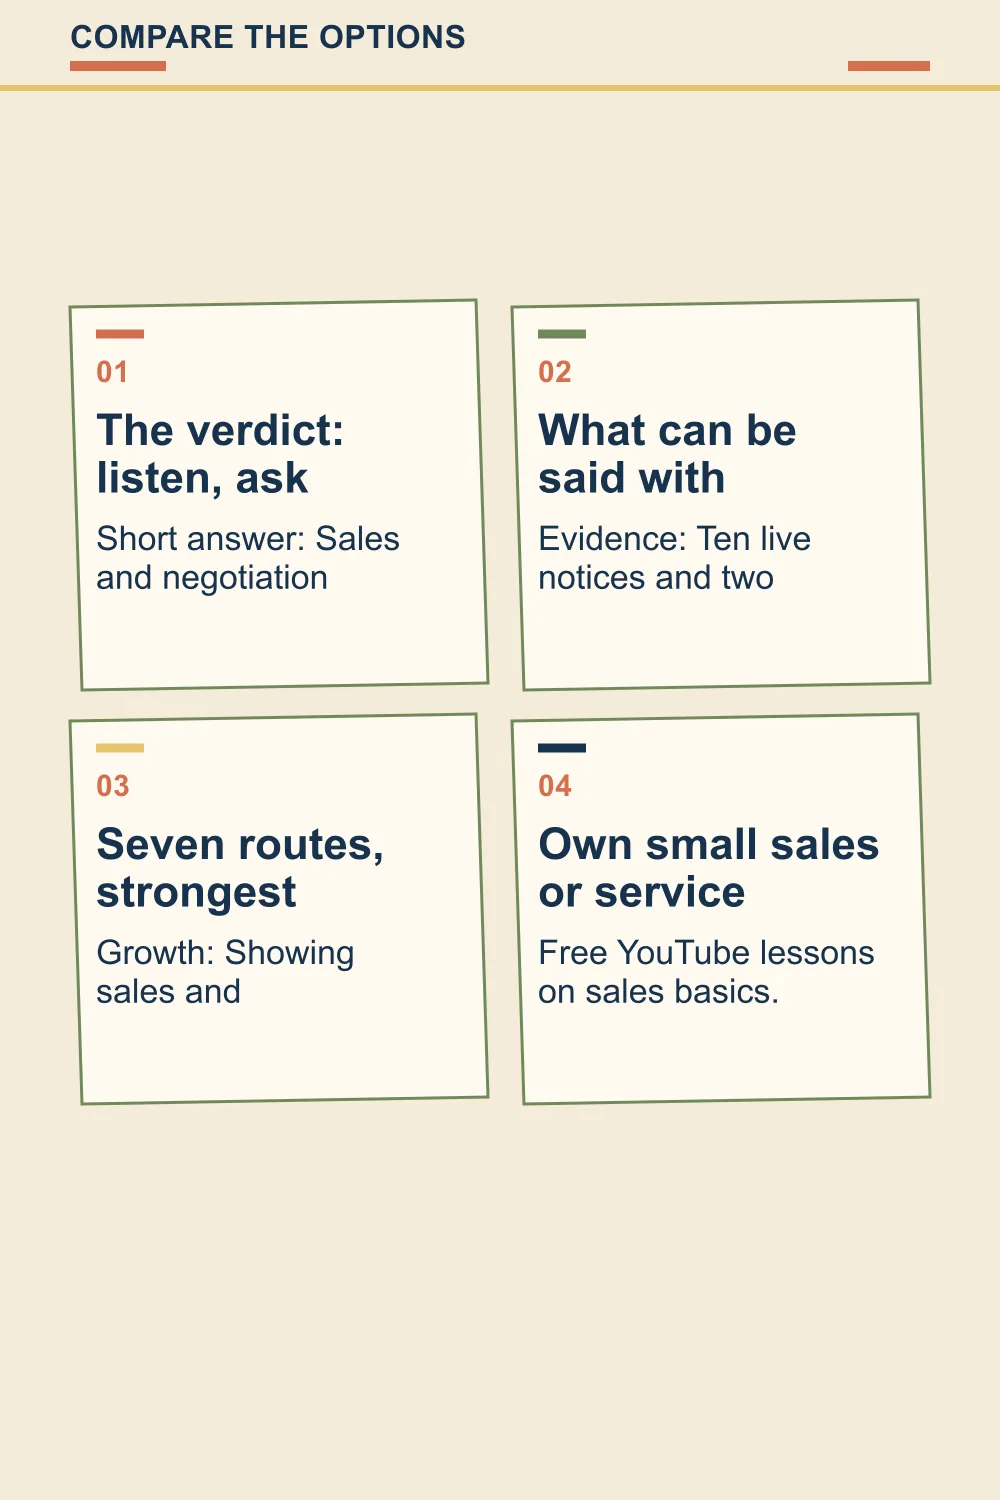 COMPARE THE OPTIONS
01
The verdict:
listen, ask
Short answer: Sales
and negotiation
02
What can be
said with
Evidence: Ten live
notices and two
03
Seven routes,
strongest
Growth: Showing
sales and
04
Own small sales
or service
Free YouTube lessons
on sales basics.